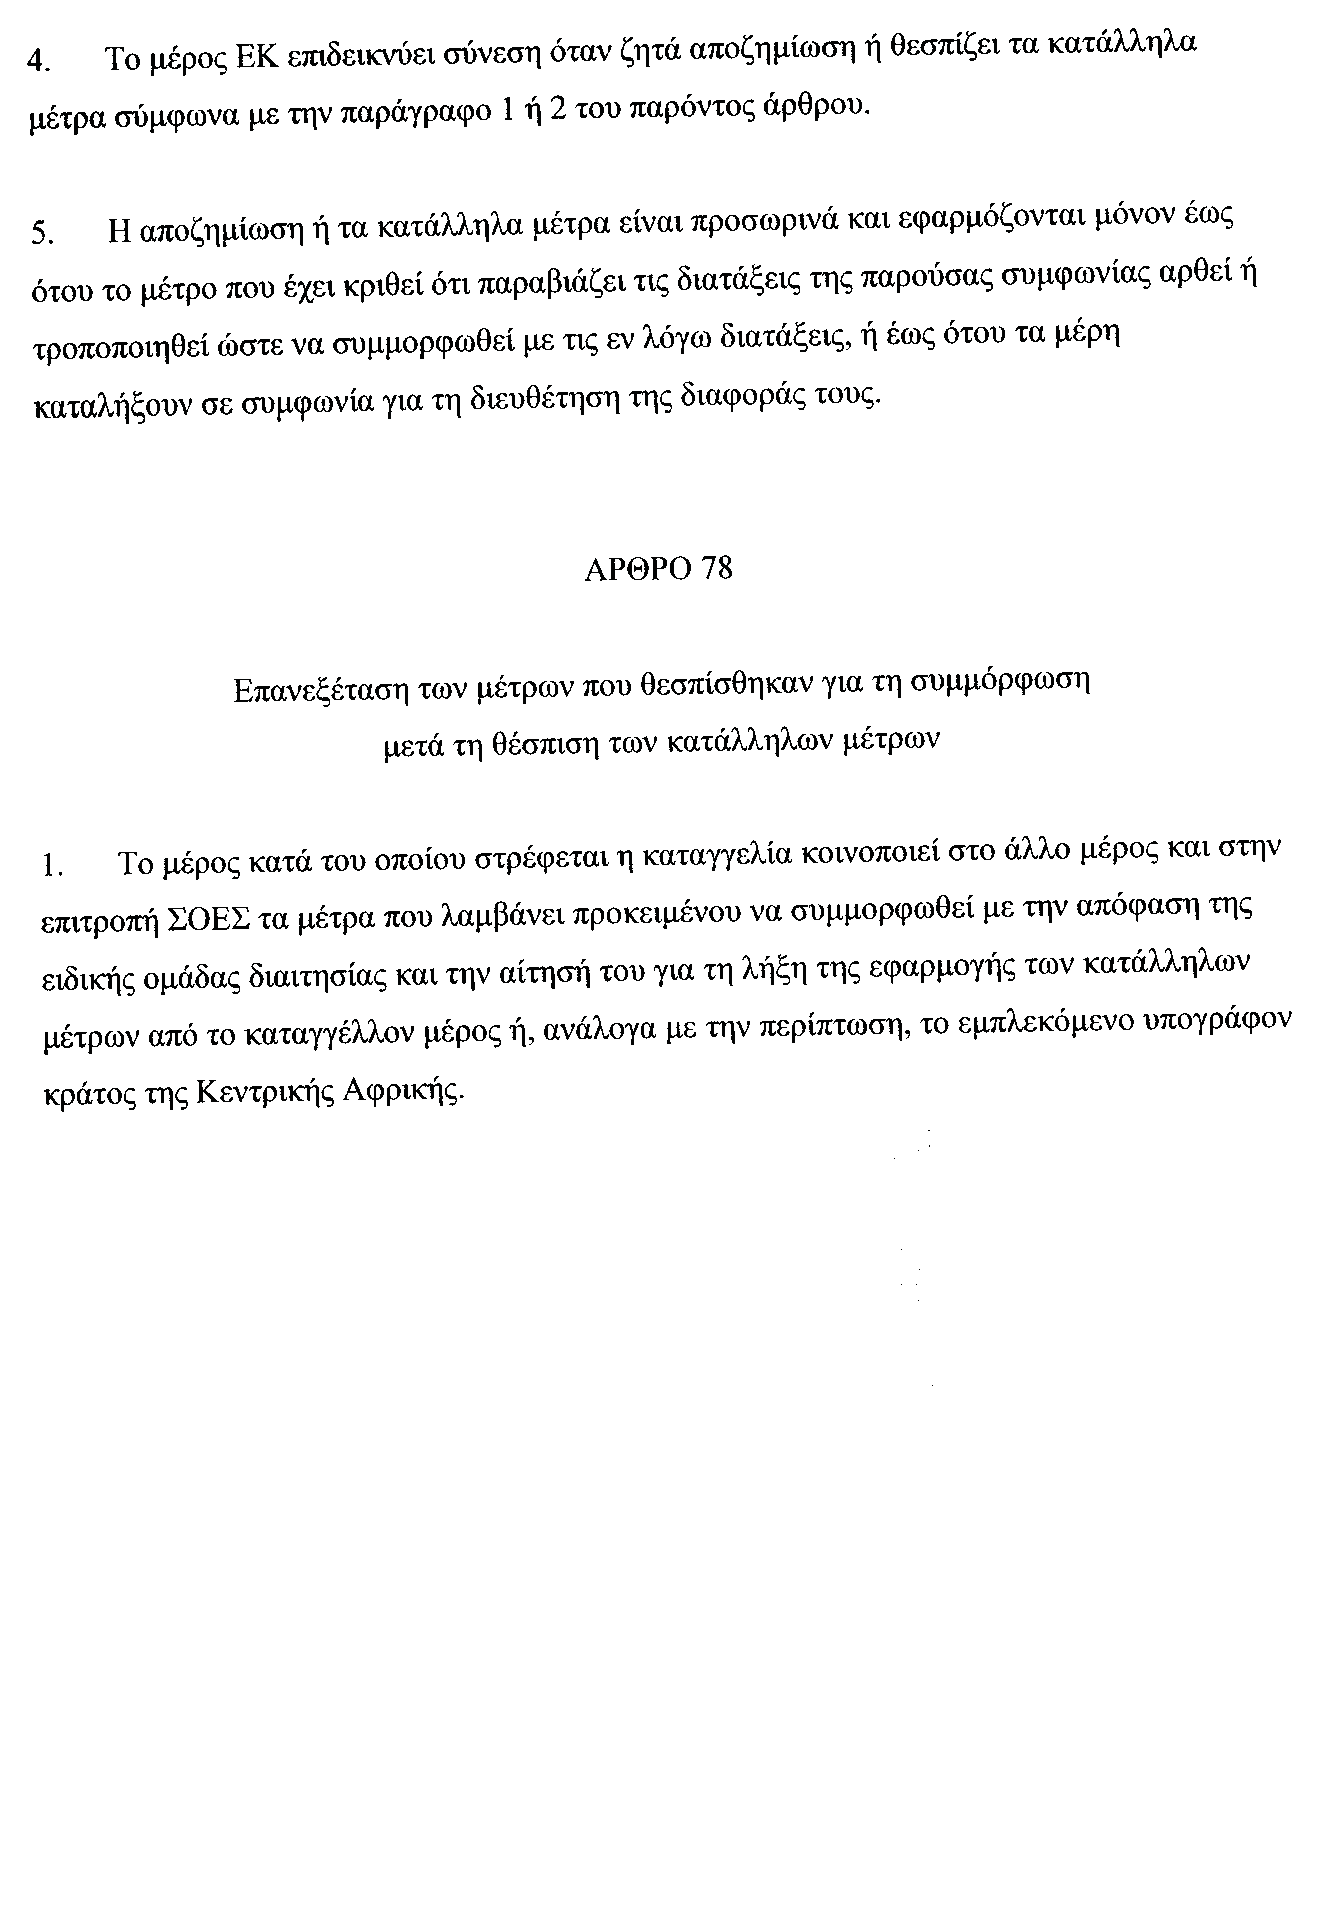 4. Το μέρος ΕΚ επιδεικνύει σύνεση όταν ζητά αποζημίωση ή θεσπίζει τα κατάλληλα
μέτρα σύμφωνα με την παράγραφο 1 ή 2 του παρόντος άρθρου.
5. Η αποζημίωση ή τα κατάλληλα μέτρα είναι προσωρινά και εφαρμόζονται μόνον έως
ότου το μέτρο που έχει κριθεί ότι παραβιάζει τις διατάξεις της παρούσας συμφωνίας αρθεί ή
τροποποιηθεί ώστε να συμμορφωθεί με τις εν λόγω διατάξεις, ή έως ότου τα μέρη
καταλήξουν σε συμφωνία για τη διευθέτηση της διαφοράς τους.
ΑΡΘΡΟ 78
Επανεξέταση των μέτρων που θεσπίσθηκαν για τη συμμόρφωση
μετά τη θέσπιση των κατάλληλων μέτρων
1. Το μέρος κατά του οποίου στρέφεται η καταγγελία κοινοποιεί στο άλλο μέρος και στην
επιτροπή ΣΟΕΣ τα μέτρα που λαμβάνει προκειμένου να συμμορφωθεί με την απόφαση της
ειδικής ομάδας διαιτησίας και την αίτησή του για τη λήξη της εφαρμογής των κατάλληλων
μέτρων από το καταγγέλλον μέρος ή, ανάλογα με την περίπτωση, το εμπλεκόμενο υπογράφον
κράτος της Κεντρικής Αφρικής.